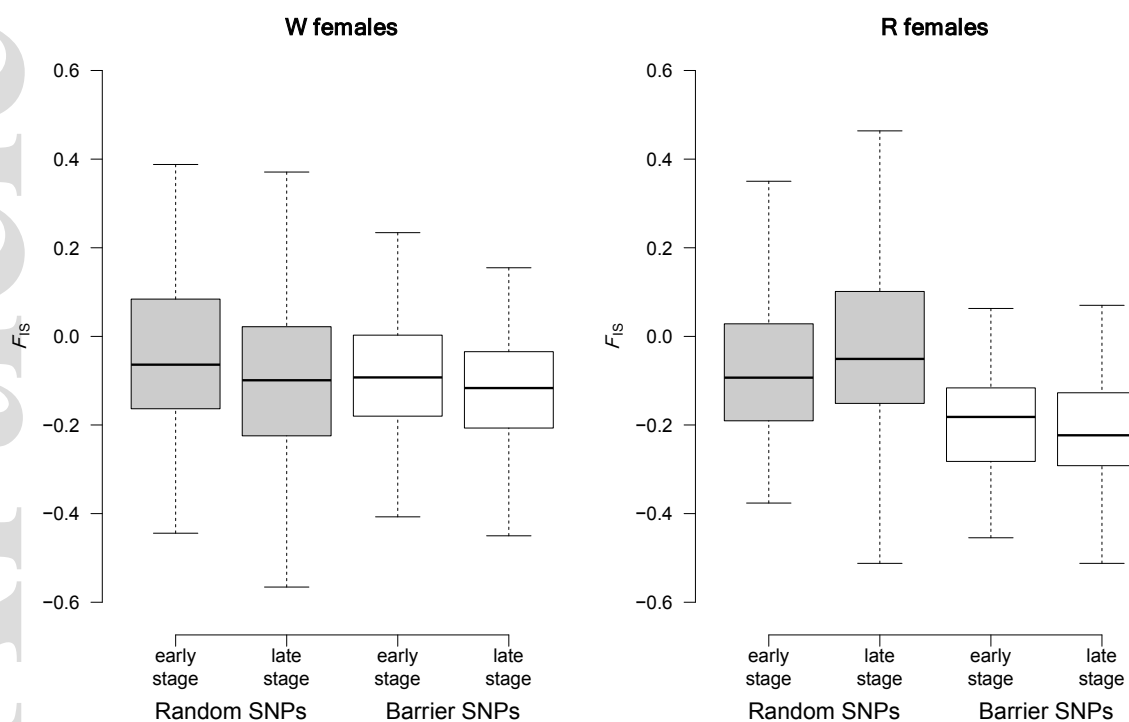 W females
0.6
0.4
0.2
0.0
−0.2
−0.4
−0.6
FIS
early stage
late stage
early stage
late stage
Random SNPs
Barrier SNPs
R females
0.6
0.4
0.2
0.0
−0.2
−0.4
−0.6
FIS
early stage
late stage
early stage
late stage
Random SNPs
Barrier SNPs